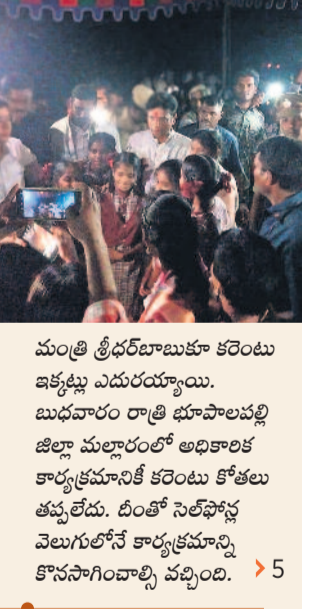 మంత్రి శ్రీధర్‌బాబుకూ కరెంటు
ఇక్కట్లు ఎదురయ్యాయి.
బుధవారం రాత్రి భూపాలపల్లి
జిల్లా మల్లారంలో అధికారిక
కార్యక్రమానికీ కరెంటు కోతలు
తప్పలేదు. దీంతో సెల్‌ఫోన్ల
వెలుగులోనే కార్యక్రమాన్ని
కొనసాగించాల్సి వచ్చింది. > 5